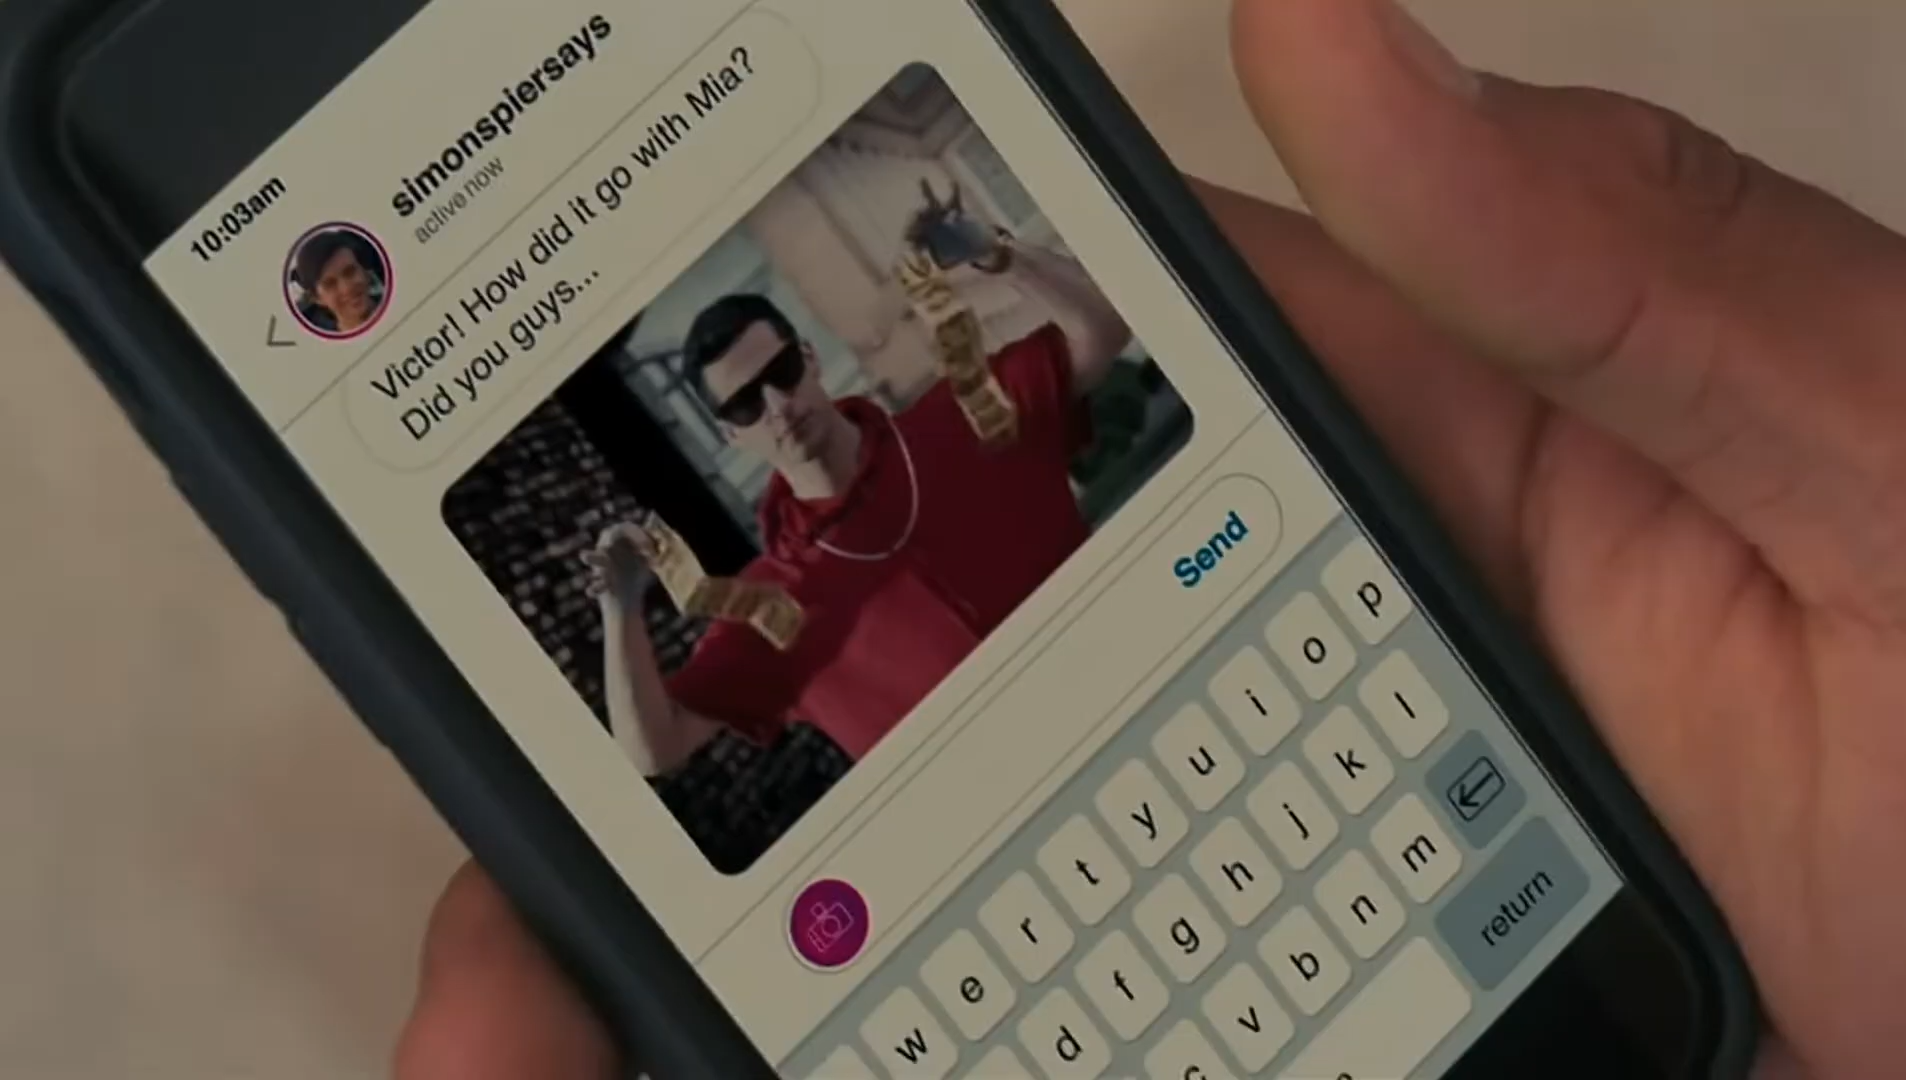 10:03am
simonspiersays
active now
Victor! How did it go with Mia?
Did you guys...
Send
w e r t y u i o p
d f g h j k l
v b n m
return